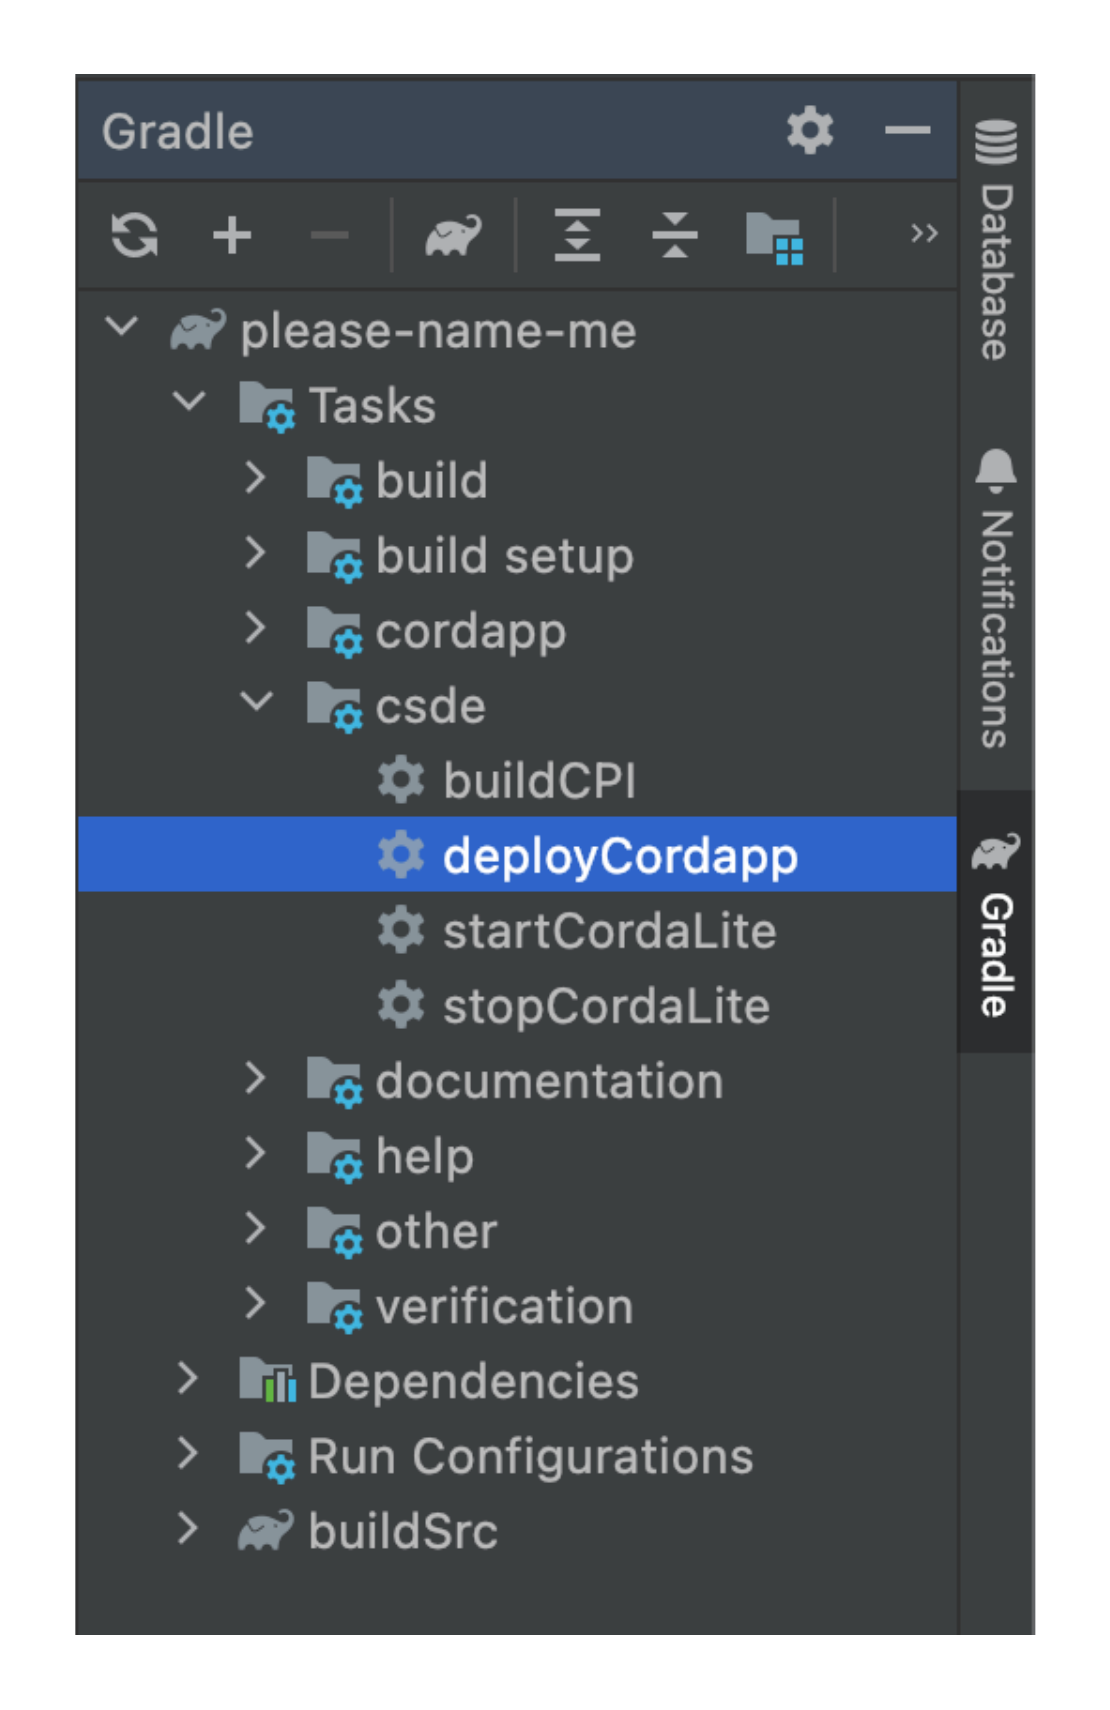 Gradle
please-name-me
Tasks
build
build setup
cordapp
csde
buildCPI
deployCordapp
startCordaLite
stopCordaLite
documentation
help
other
verification
Dependencies
Run Configurations
buildSrc
Database
Notifications
Gradle